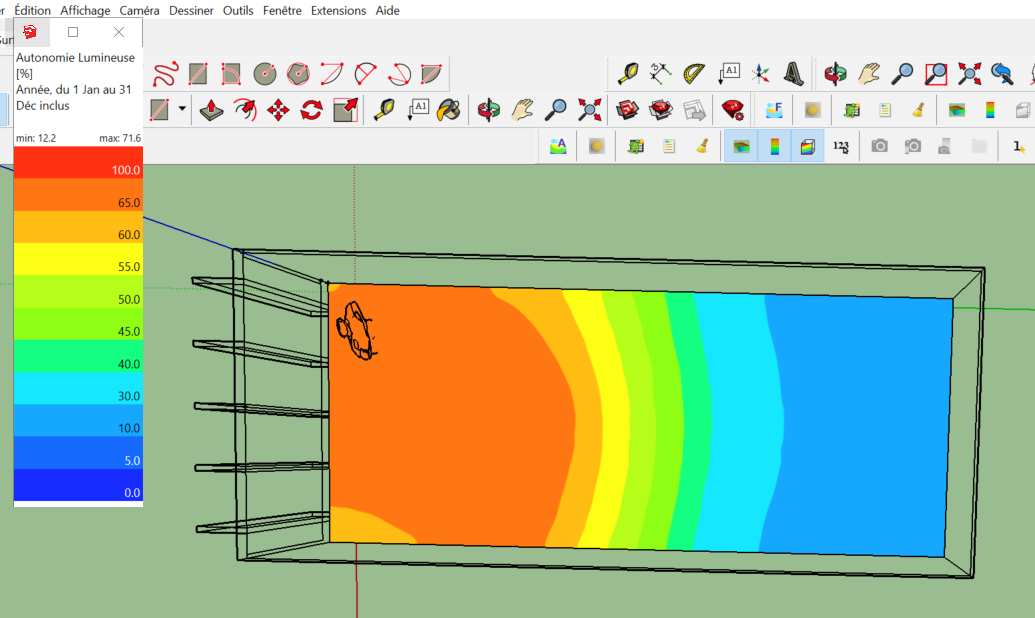 r Édition Affichage Caméra Dessiner Outils Fenêtre Extensions Aide
Autonomie Lumineuse
[%]
Année, du 1 Jan au 31
Déc inclus
min: 12.2 max: 71.6
100.0
65.0
60.0
55.0
50.0
45.0
40.0
30.0
10.0
5.0
0.0
A1
A1
F
A
123
1